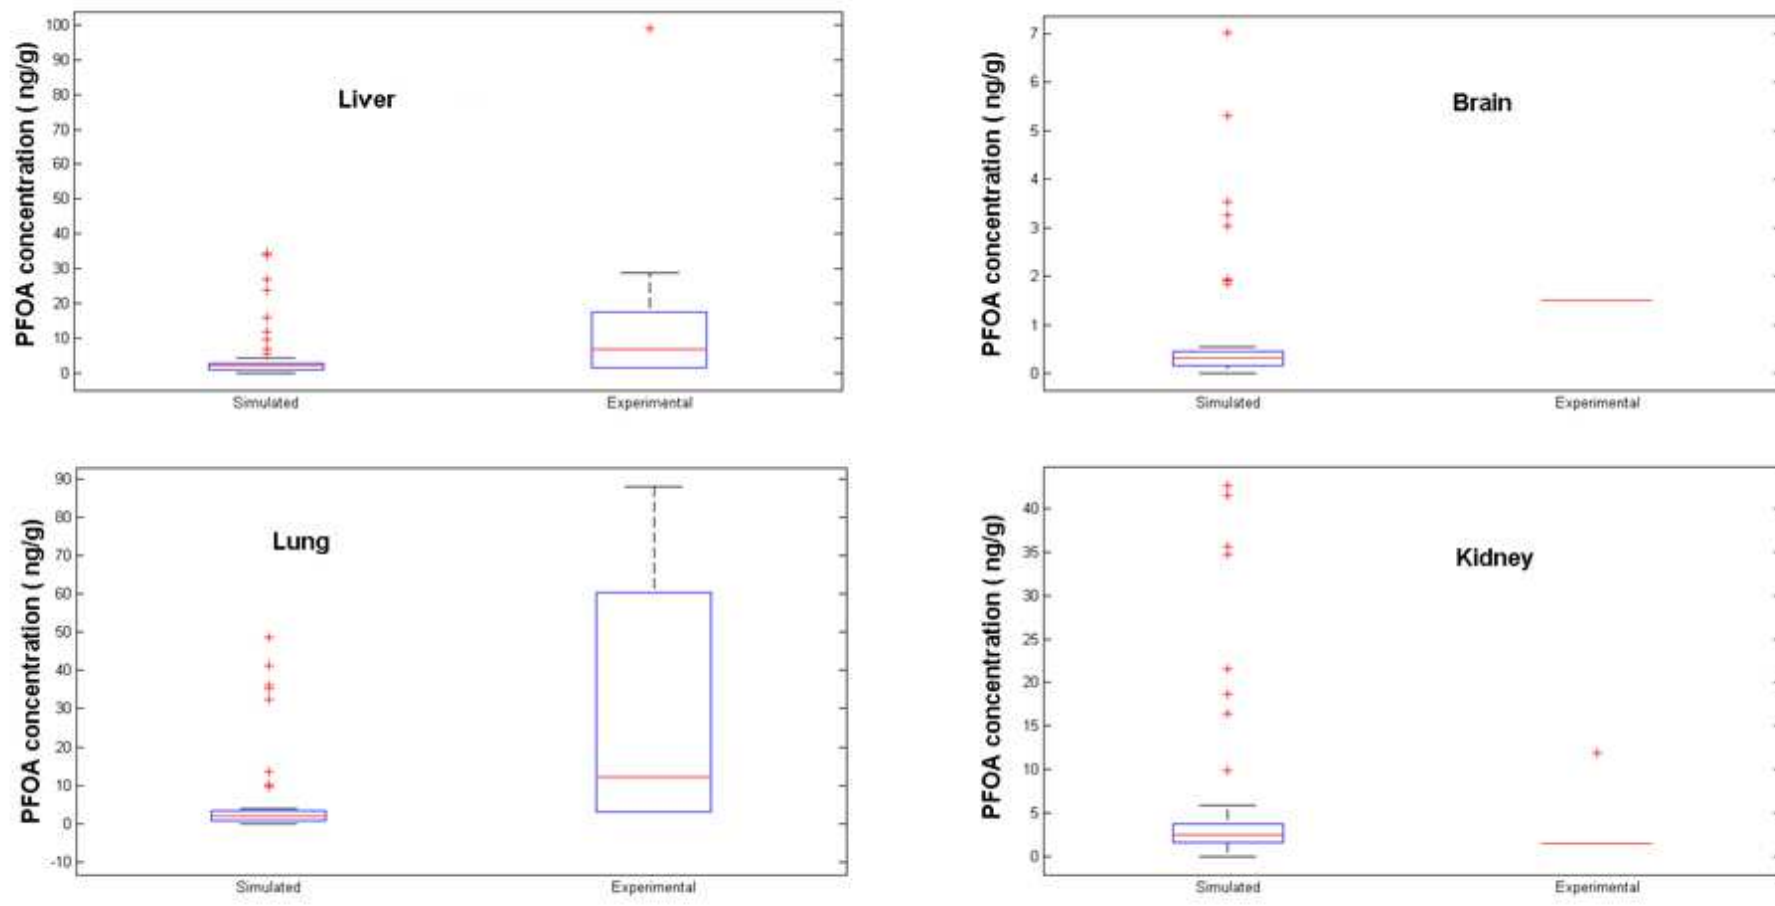 PFOA concentration ( ng/g)
100
90
80
70
60
50
40
30
20
10
0
Liver
Simulated
Experimental
PFOA concentration ( ng/g)
7
6
5
4
3
2
1
0
Brain
Simulated
Experimental
PFOA concentration ( ng/g)
90
80
70
60
50
40
30
20
10
0
-10
Lung
Simulated
Experimental
PFOA concentration ( ng/g)
40
35
30
25
20
15
10
5
0
Kidney
Simulated
Experimental